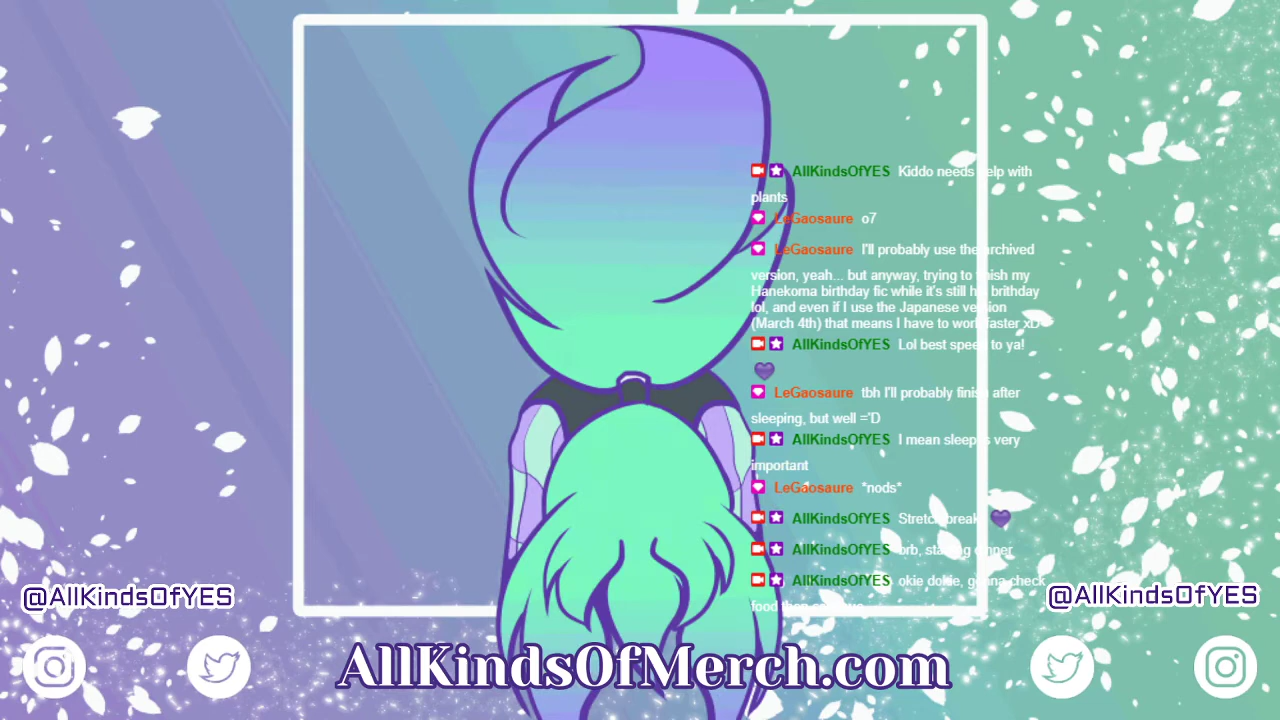 AllKindsOfYES Kiddo needs help with
plants
LeGaosaure o7
LeGaosaure I'll probably use the archived
version, yeah... but anyway, trying to finish my
Hanekoma birthday fic while it's still his brithday
lol, and even if I use the Japanese version
(March 4th) that means I have to work faster xD
AllKindsOfYES Lol best speed to ya!
LeGaosaure tbh I'll probably finish after
sleeping, but well ='D
AllKindsOfYES I mean sleep is very
important
LeGaosaure *nods*
AllKindsOfYES Stretch break
AllKindsOfYES brb, starting dinner
AllKindsOfYES okie dokie, gonna check
food then
@AllKindsOfYES
@AllKindsOfYES
AllKindsOfMerch.com